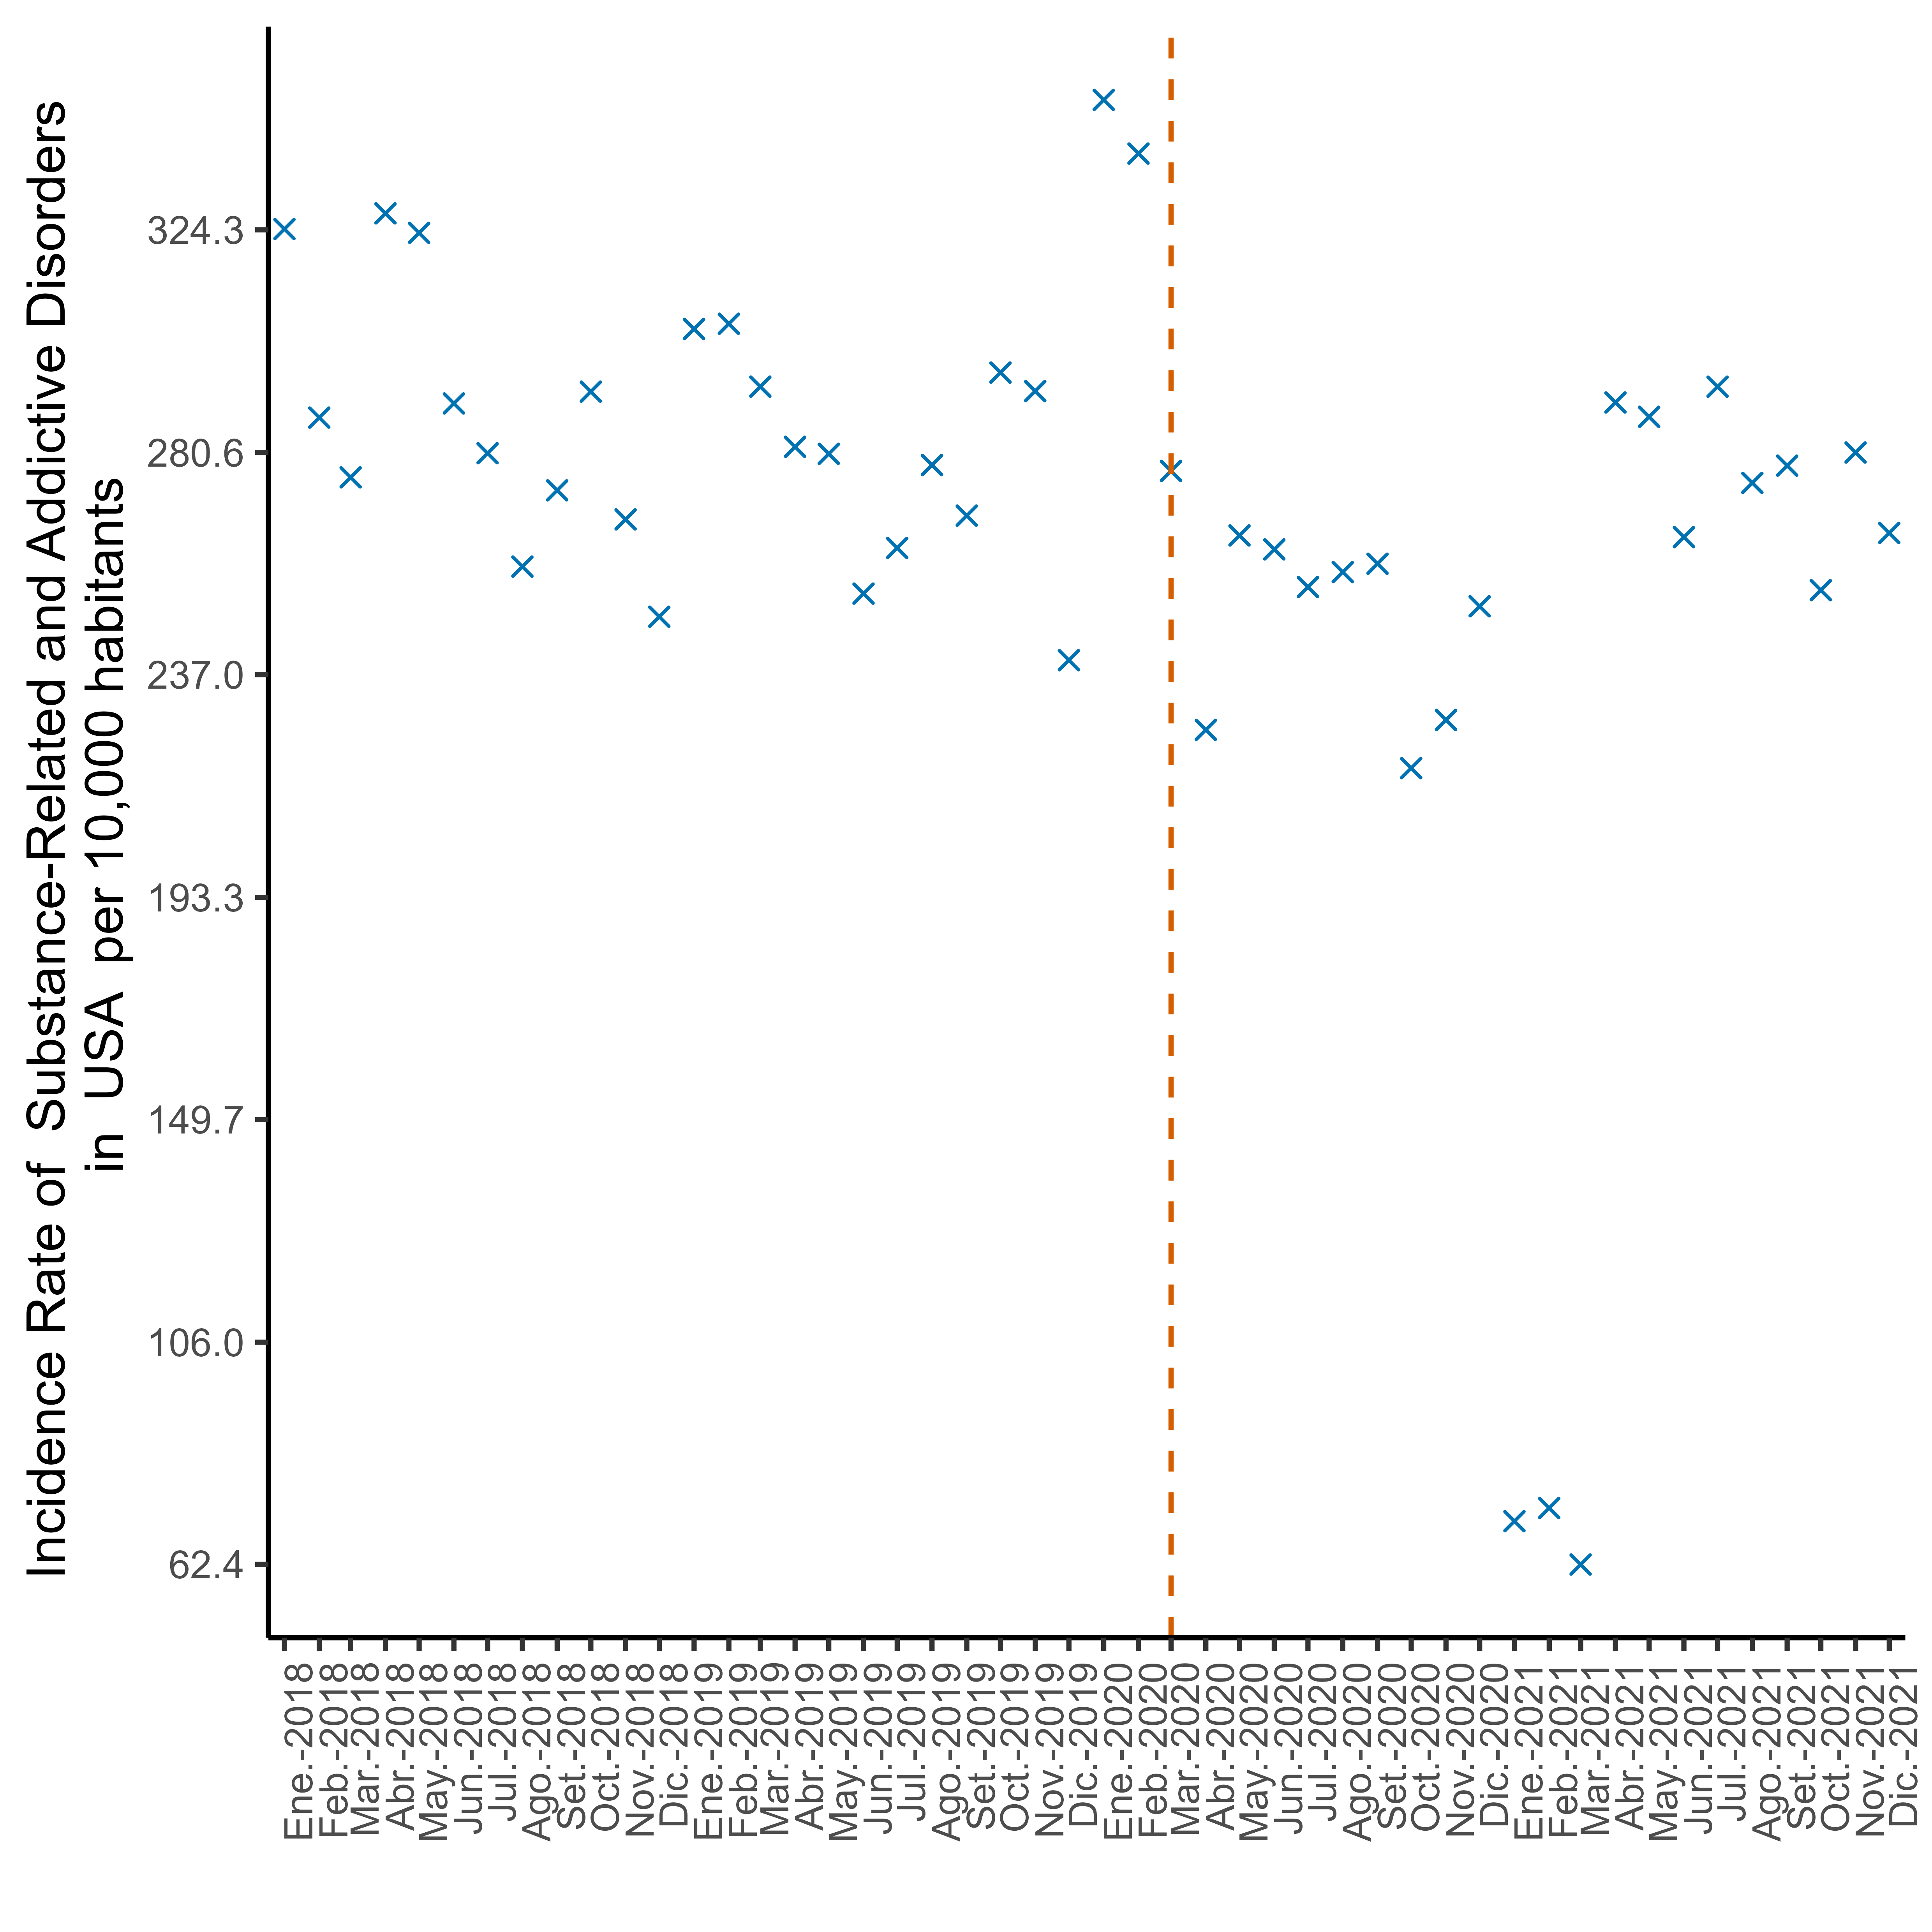 Incidence Rate of  Substance-Related and Addictive Disorders
in  USA per 10,000 habitants
324.3
280.6
237.0
193.3
149.7
106.0
62.4
Ene.-2018
Feb.-2018
Mar.-2018
Abr.-2018
May.-2018
Jun.-2018
Jul.-2018
Ago.-2018
Set.-2018
Oct.-2018
Nov.-2018
Dic.-2018
Ene.-2019
Feb.-2019
Mar.-2019
Abr.-2019
May.-2019
Jun.-2019
Jul.-2019
Ago.-2019
Set.-2019
Oct.-2019
Nov.-2019
Dic.-2019
Ene.-2020
Feb.-2020
Mar.-2020
Abr.-2020
May.-2020
Jun.-2020
Jul.-2020
Ago.-2020
Set.-2020
Oct.-2020
Nov.-2020
Dic.-2020
Ene.-2021
Feb.-2021
Mar.-2021
Abr.-2021
May.-2021
Jun.-2021
Jul.-2021
Ago.-2021
Set.-2021
Oct.-2021
Nov.-2021
Dic.-2021